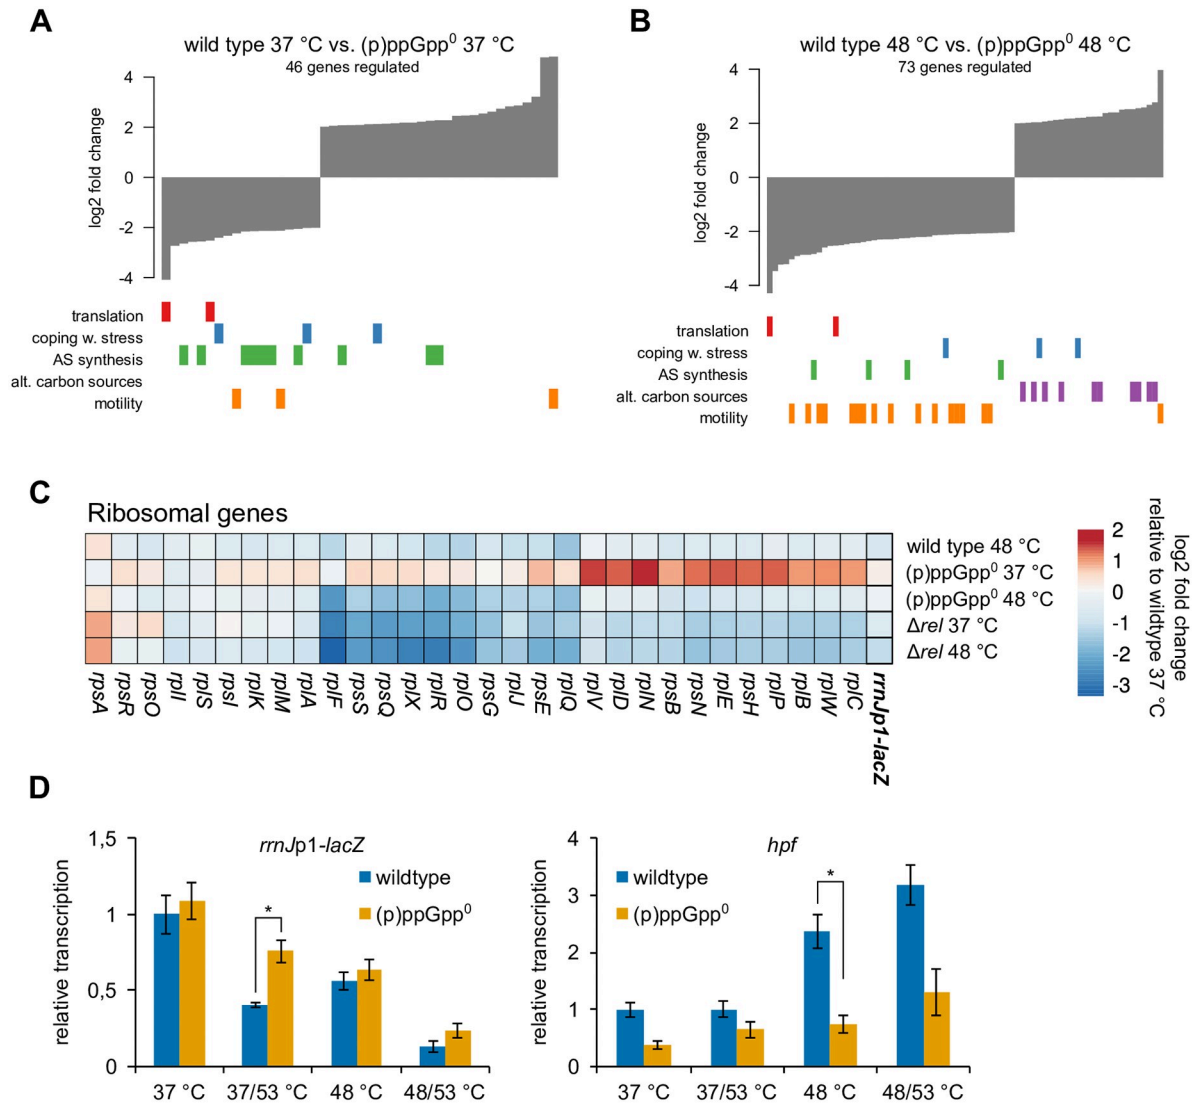 A
wild type 37 °C vs. (p)ppGpp⁰ 37 °C
46 genes regulated
log2 fold change
4
2
0
-2
-4
translation
coping w. stress
AS synthesis
alt. carbon sources
motility
B
wild type 48 °C vs. (p)ppGpp⁰ 48 °C
73 genes regulated
log2 fold change
4
2
0
-2
-4
translation
coping w. stress
AS synthesis
alt. carbon sources
motility
C
Ribosomal genes
wild type 48 °C
(p)ppGpp⁰ 37 °C
(p)ppGpp⁰ 48 °C
Δrel 37 °C
Δrel 48 °C
rpsA
rpsR
rpsO
rplI
rplS
rpsI
rplK
rplM
rplA
rplF
rpsS
rpsQ
rplX
rplR
rplO
rpsG
rplJ
rpsE
rplQ
rplV
rplD
rplN
rpsB
rpsN
rplE
rpsH
rplP
rplB
rplW
rplC
rrnJp1-lacZ
2
1
0
-1
-2
-3
log2 fold change
relative to wildtype 37 °C
D
rrnJp1-lacZ
relative transcription
1,5
1
0,5
0
wildtype
(p)ppGpp⁰
*
37 °C
37/53 °C
48 °C
48/53 °C
hpf
relative transcription
4
3
2
1
0
wildtype
(p)ppGpp⁰
*
37 °C
37/53 °C
48 °C
48/53 °C